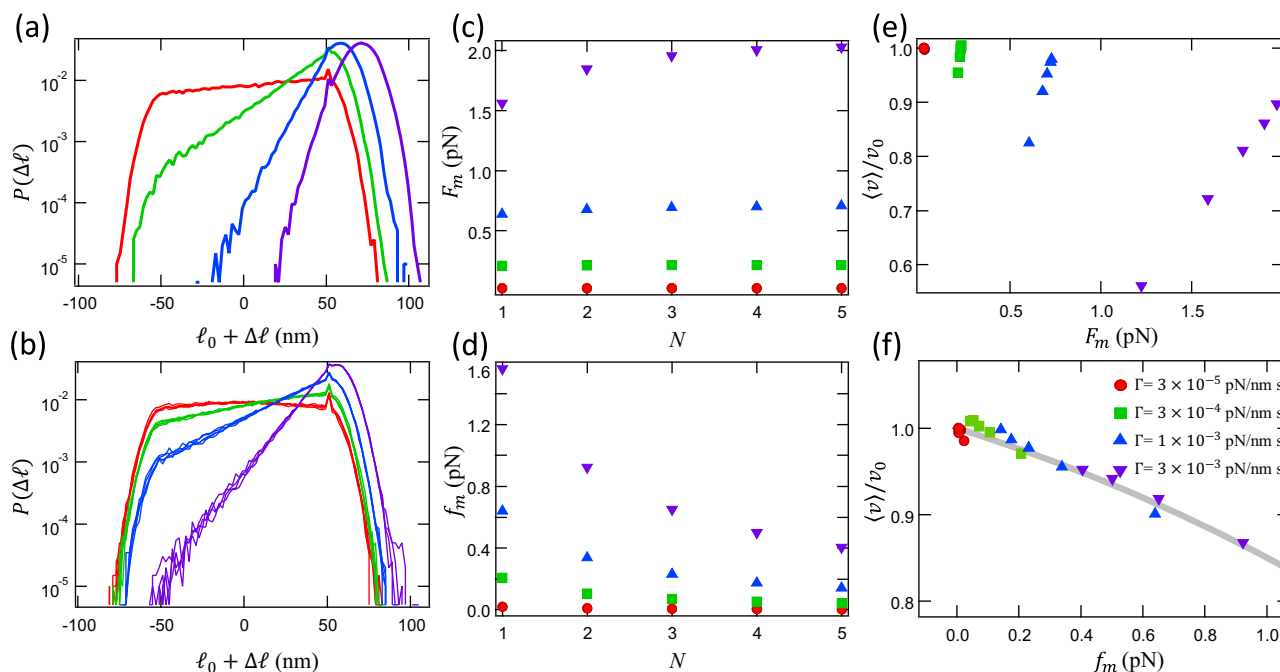 (a)
P(Δℓ)
10⁻²
10⁻³
10⁻⁴
10⁻⁵
-100 -50 0 50 100
ℓ₀ + Δℓ (nm)
(b)
P(Δℓ)
10⁻²
10⁻³
10⁻⁴
10⁻⁵
-100 -50 0 50 100
ℓ₀ + Δℓ (nm)
(c)
F_m (pN)
2.0
1.5
1.0
0.5
0.0
1 2 3 4 5
N
(d)
f_m (pN)
1.6
1.2
0.8
0.4
0.0
1 2 3 4 5
N
(e)
⟨v⟩/v₀
1.0
0.9
0.8
0.7
0.6
0.5 1.0 1.5
F_m (pN)
(f)
⟨v⟩/v₀
1.0
0.9
0.8
Γ= 3 × 10⁻⁵ pN/nm s
Γ= 3 × 10⁻⁴ pN/nm s
Γ= 1 × 10⁻³ pN/nm s
Γ= 3 × 10⁻³ pN/nm s
0.0 0.2 0.4 0.6 0.8 1.0
f_m (pN)